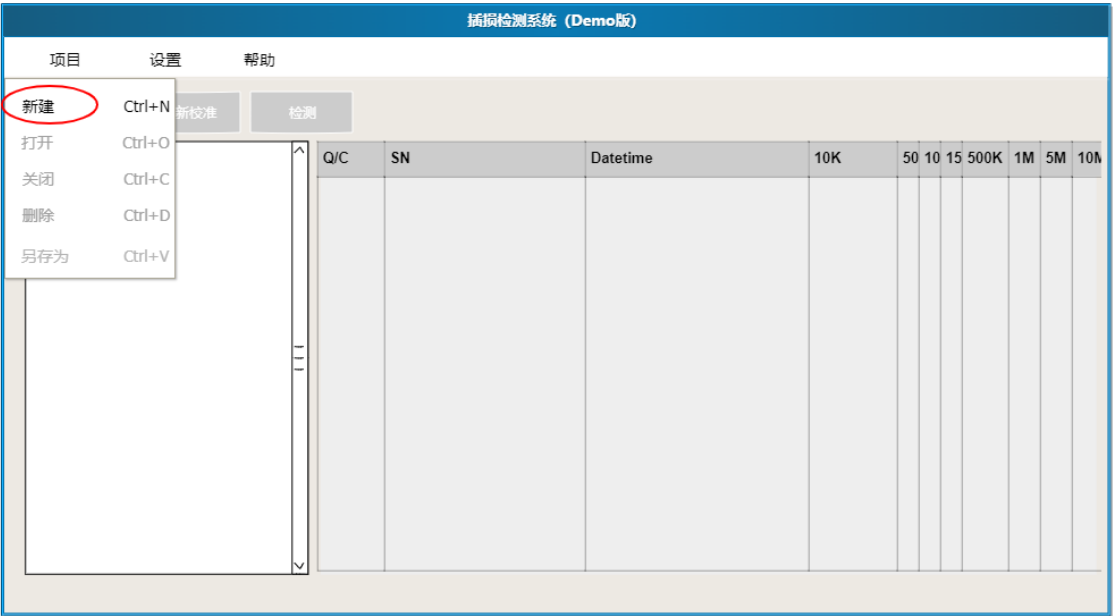 插损检测系统（Demo版）
项目 设置 帮助
新建 Ctrl+N
打开 Ctrl+O
关闭 Ctrl+C
删除 Ctrl+D
另存为 Ctrl+V
新校准 检测
Q/C SN Datetime 10K 50 10 15 500K 1M 5M 10M